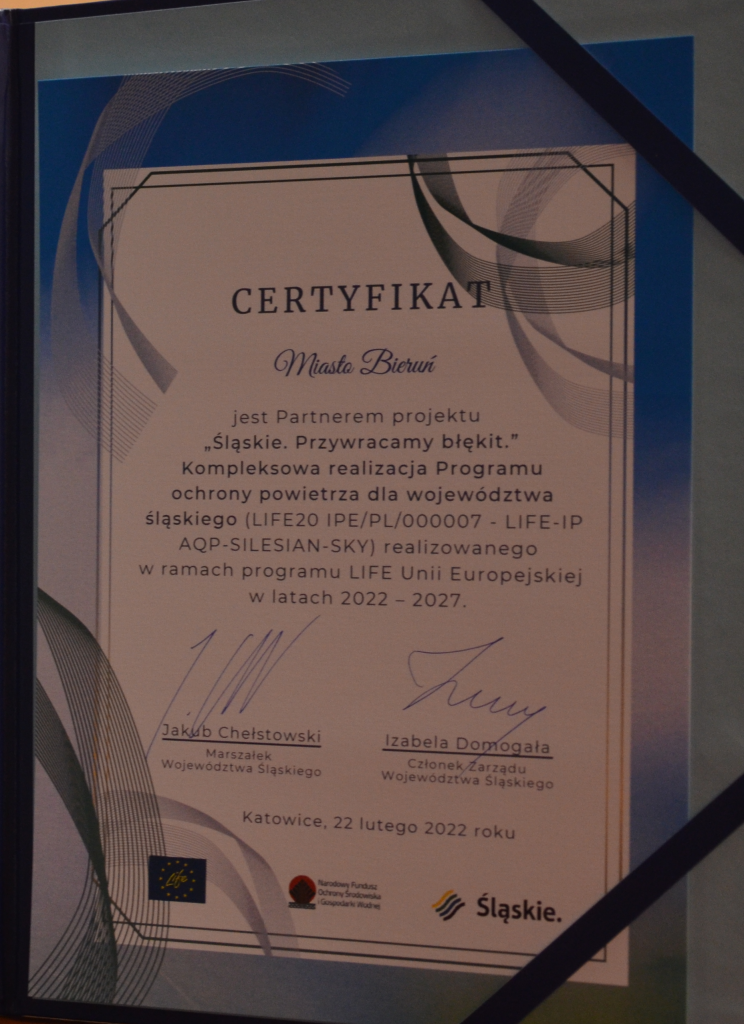 CERTYFIKAT
Miasto Bieruń
jest Partnerem projektu
„Śląskie. Przywracamy błękit.”
Kompleksowa realizacja Programu
ochrony powietrza dla województwa
śląskiego (LIFE20 IPE/PL/000007 - LIFE-IP
AQP-SILESIAN-SKY) realizowanego
w ramach programu LIFE Unii Europejskiej
w latach 2022 – 2027.
Jakub Chełstowski
Marszałek
Województwa Śląskiego
Izabela Domogała
Członek Zarządu
Województwa Śląskiego
Katowice, 22 lutego 2022 roku
Life
Narodowy Fundusz
Ochrony Środowiska
i Gospodarki Wodnej
Śląskie.